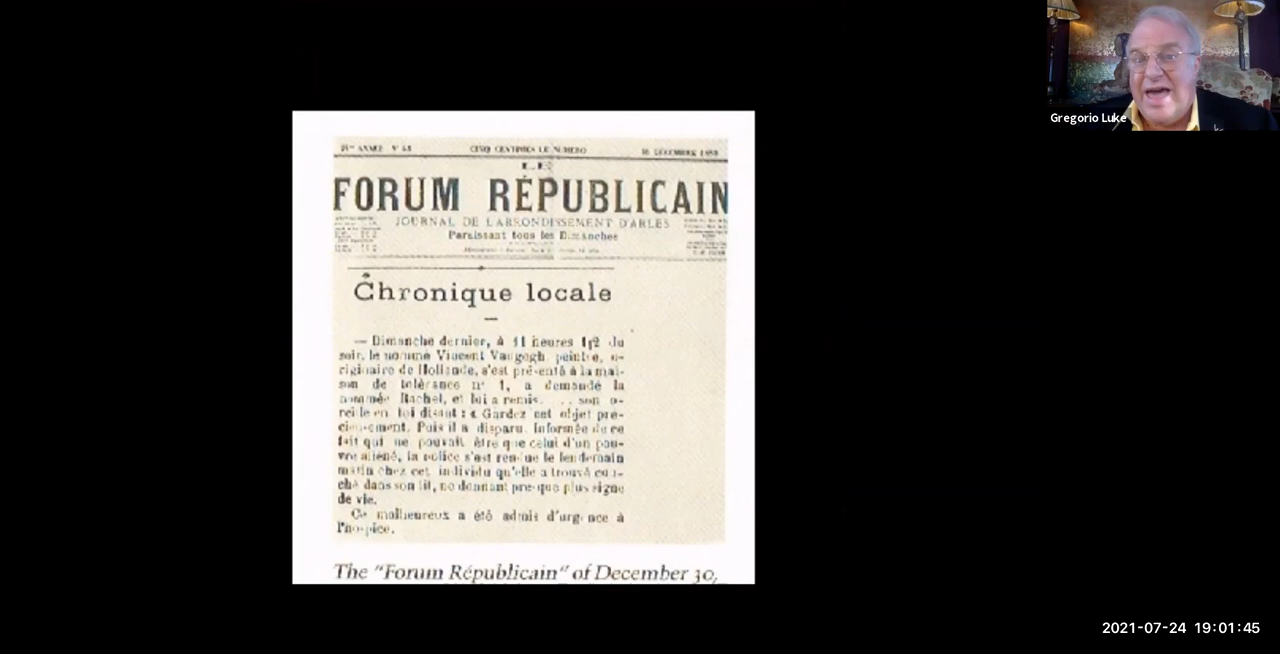 Gregorio Luke
CINQ CENTIMES LE NUMERO
LE
FORUM RÉPUBLICAIN
JOURNAL DE L'ARRONDISSEMENT D'ARLES
Paraissant tous les Dimanches
Chronique locale
— Dimanche dernier, à 11 heures 1/2 du
soir, le nommé Vincent Vaugogh peintre, o-
riginaire de Hollande, s'est présenté à la mai-
son de tolérance n° 1, a demandé la
nommée Rachel, et lui a remis. . . . son o-
reille en lui disant : « Gardez cet objet pré-
cieusement. Puis il a disparu. Informée de ce
fait qui ne pouvait être que celui d'un pau-
vre aliéné, la police s'est rendue le lendemain
matin chez cet individu qu'elle a trouvé cou-
ché dans son lit, ne donnant presque plus signe
de vie.
Ce malheureux a été admis d'urgence à
l'hospice.
The "Forum Républicain" of December 30,
2021-07-24 19:01:45